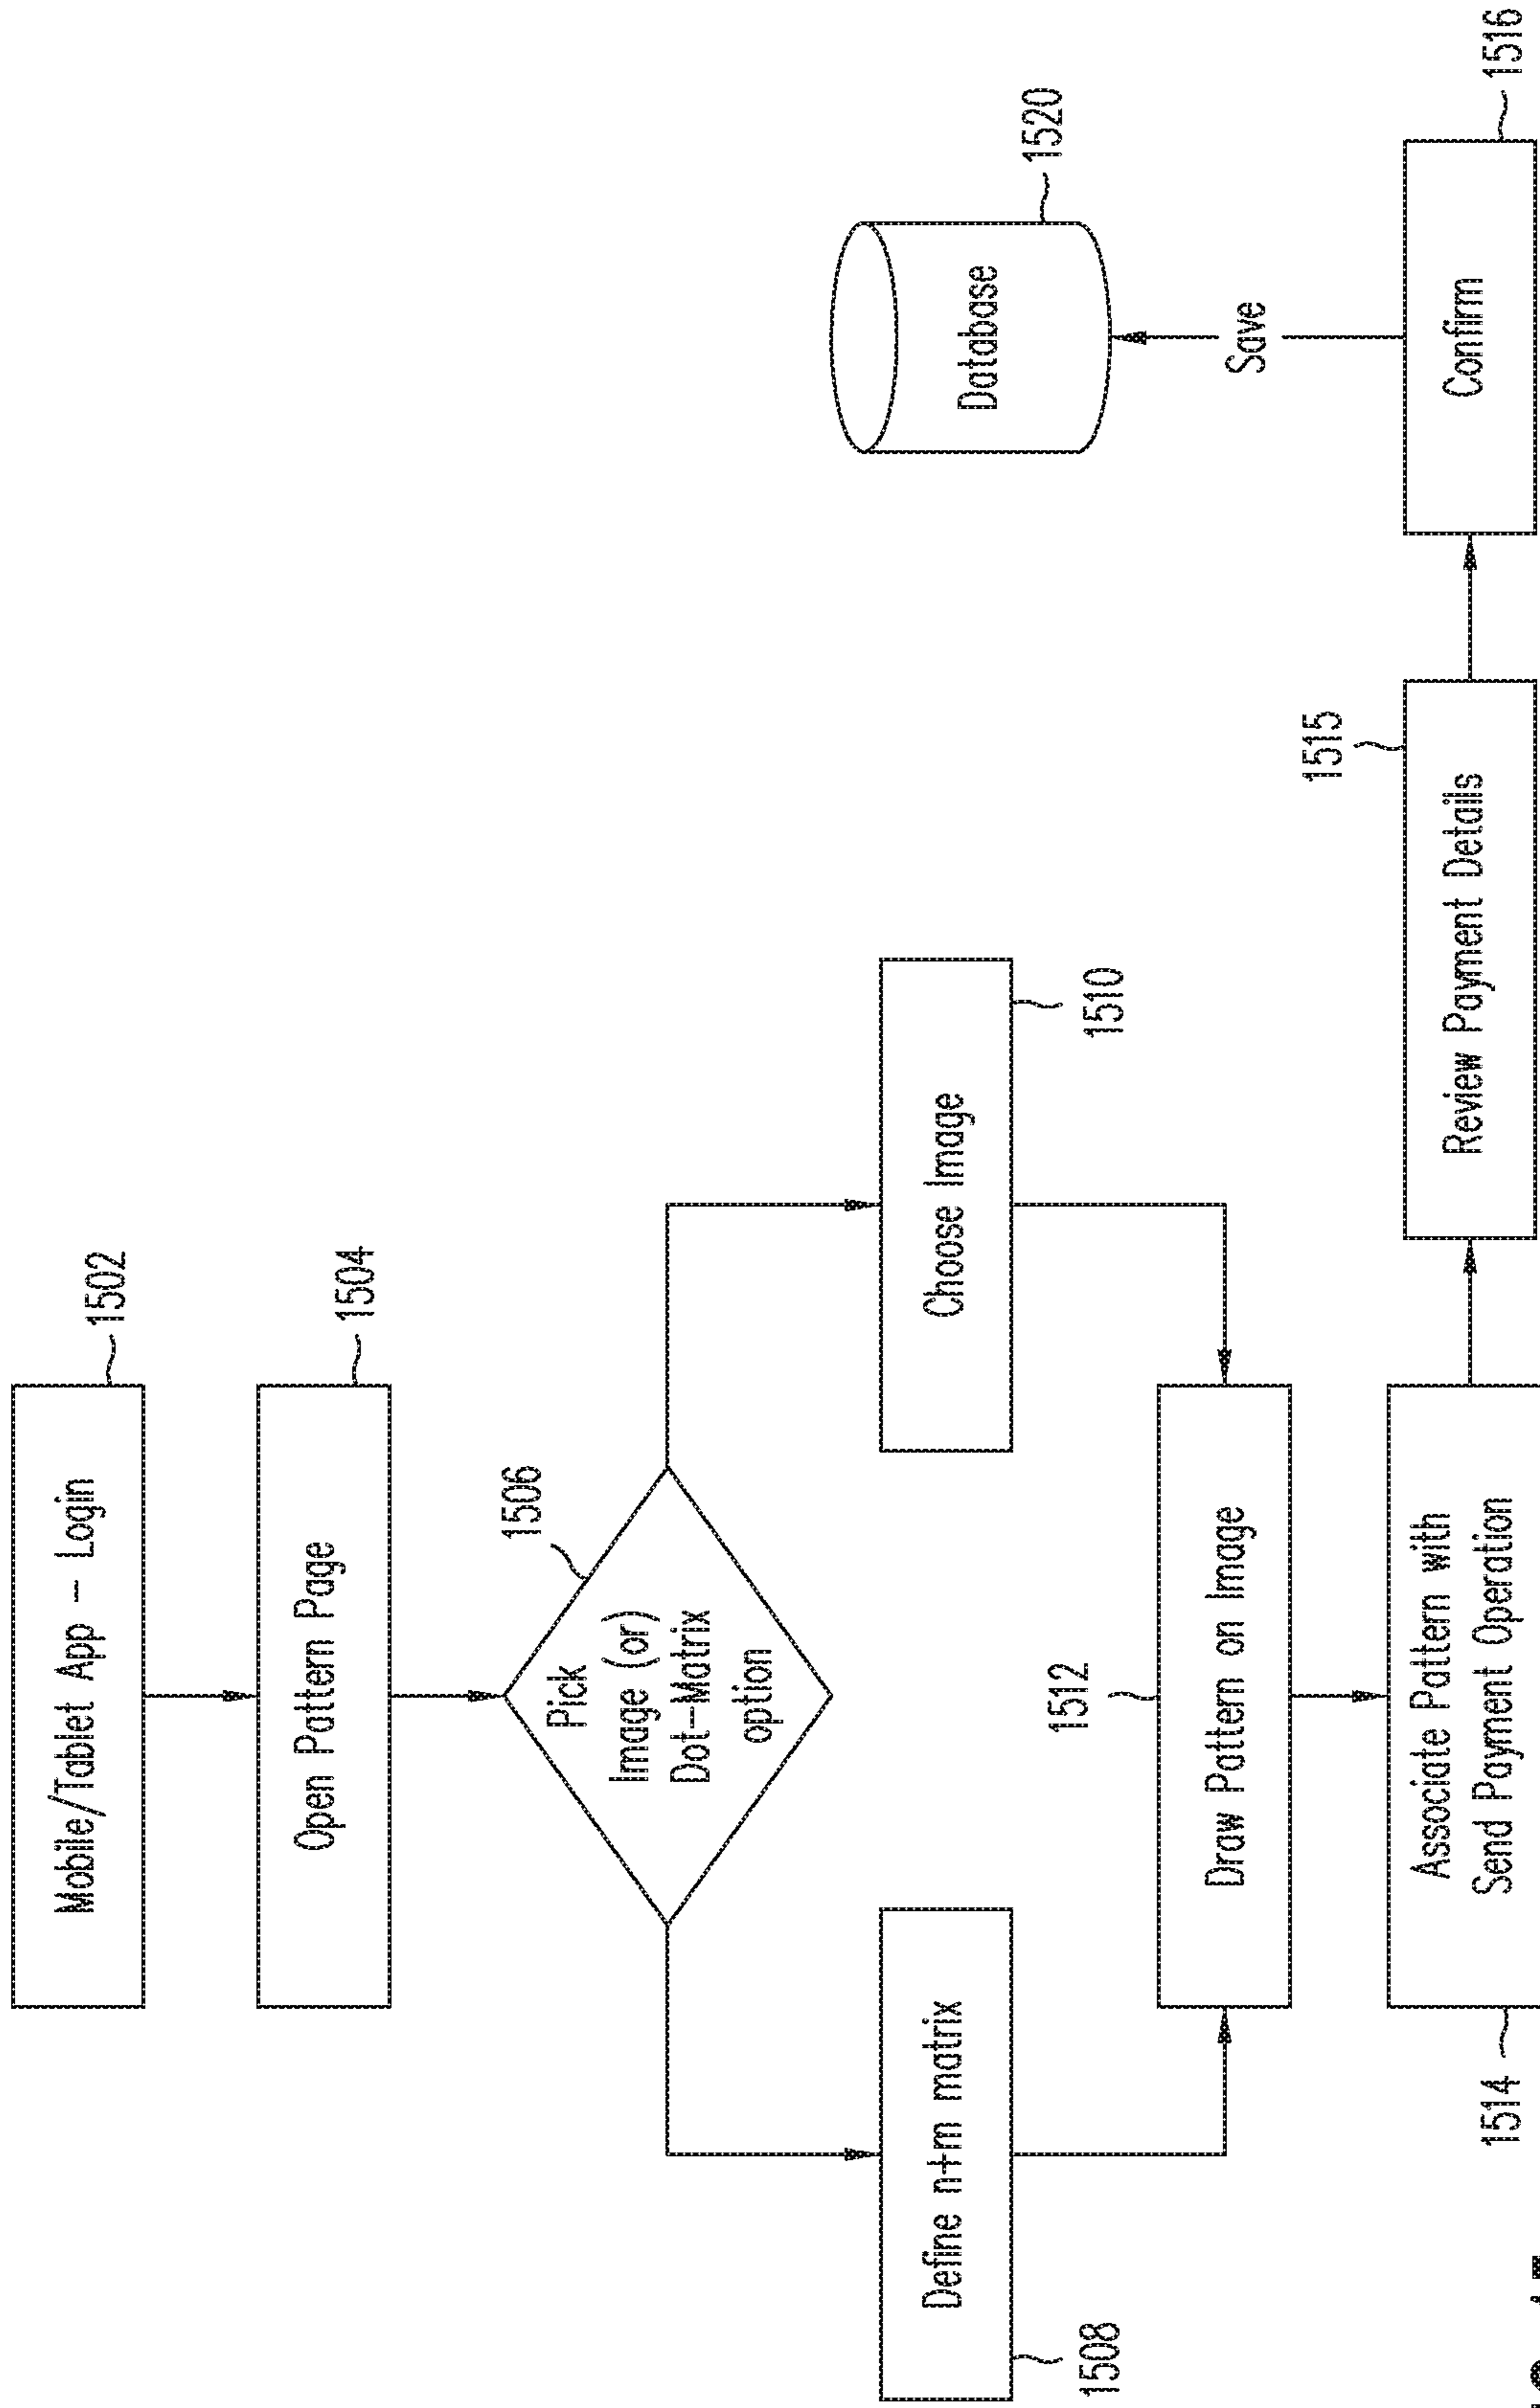 Mobile/Tablet App – Login
1502
Open Pattern Page
1504
Pick
Image (or)
Dot–Matrix
option
1506
Define n+m matrix
1508
Choose Image
1510
Draw Pattern on Image
1512
Associate Pattern with
Send Payment Operation
1514
Review Payment Details
1515
Confirm
1516
Save
Database
1520